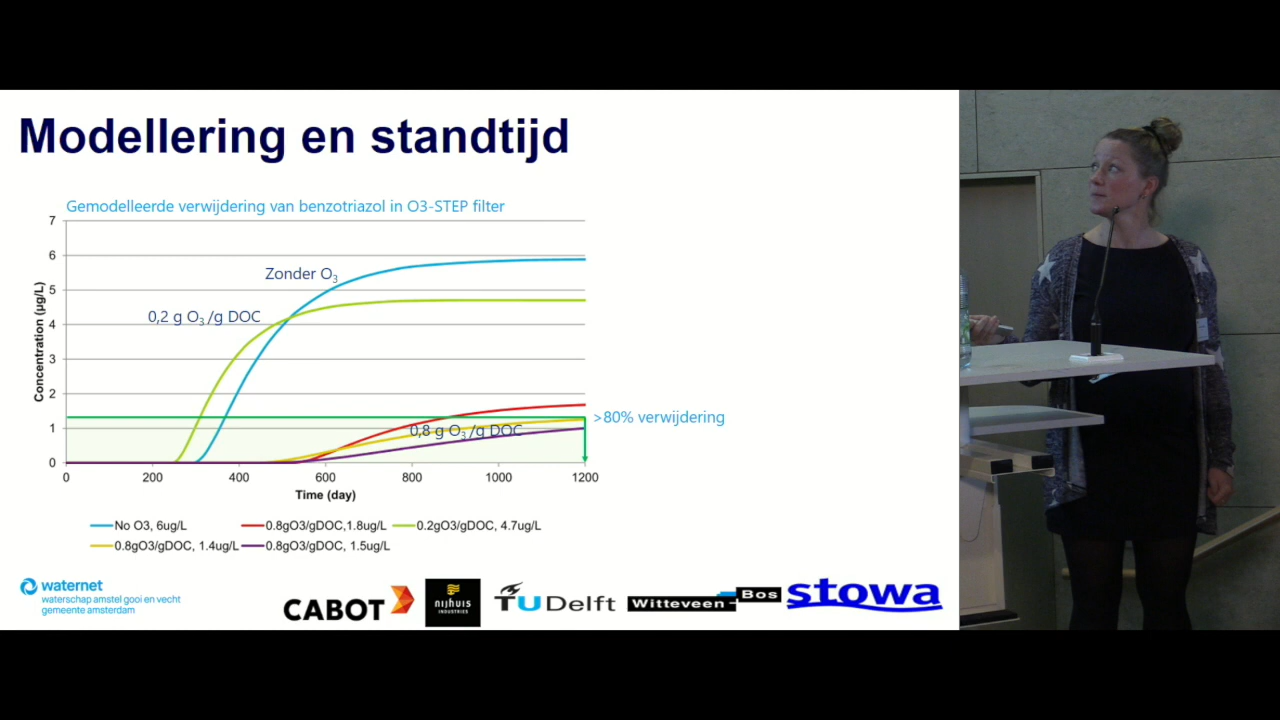 Modellering en standtijd
Gemodelleerde verwijdering van benzotriazol in O3-STEP filter
Concentration (µg/L)
7
6
5
4
3
2
1
0
Zonder O₃
0,2 g O₃ /g DOC
0,8 g O₃ /g DOC
>80% verwijdering
0 200 400 600 800 1000 1200
Time (day)
No O3, 6ug/L 0.8gO3/gDOC,1.8ug/L 0.2gO3/gDOC, 4.7ug/L
0.8gO3/gDOC, 1.4ug/L 0.8gO3/gDOC, 1.5ug/L
waternet
waterschap amstel gooi en vecht
gemeente amsterdam
CABOT
nijhuis
INDUSTRIES
TU Delft
Witteveen Bos
stowa